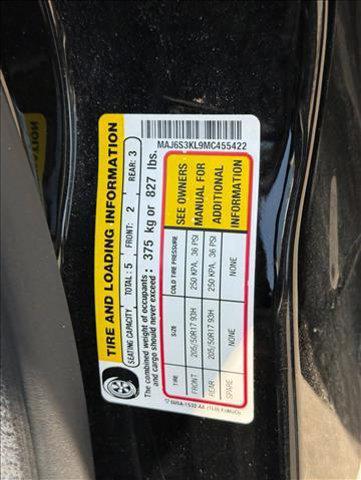 MAJ6S3KL9MC455422
TIRE AND LOADING INFORMATION
SEATING CAPACITY TOTAL: 5 FRONT: 2 REAR: 3
The combined weight of occupants
and cargo should never exceed : 375 kg or 827 lbs.
TIRE SIZE COLD TIRE PRESSURE
FRONT 205/50R17 93H 250 KPA, 36 PSI
REAR 205/50R17 93H 250 KPA, 36 PSI
SPARE NONE NONE
SEE OWNERS
MANUAL FOR
ADDITIONAL
INFORMATION